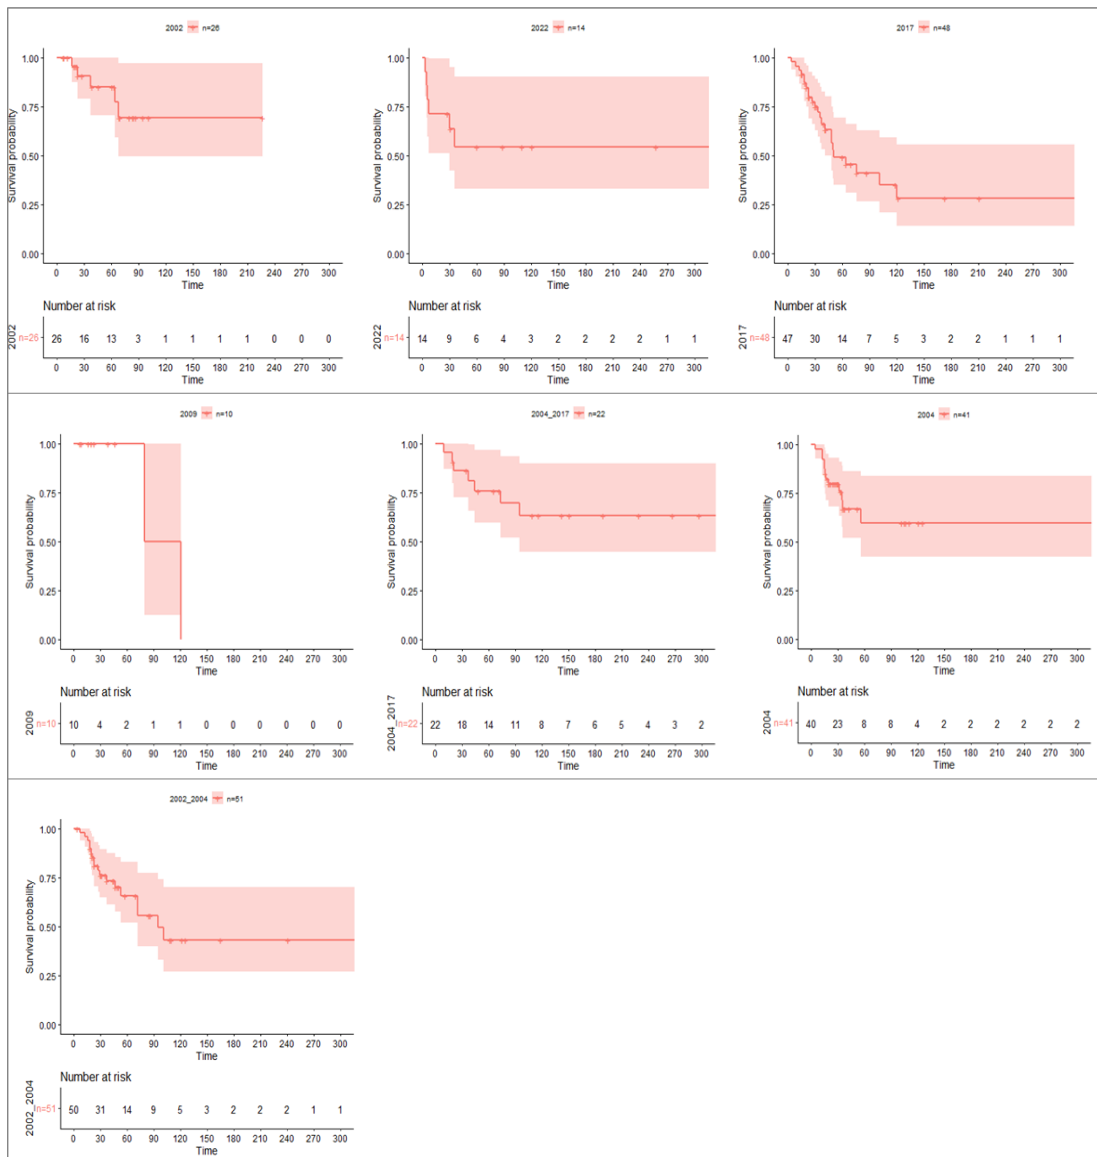 2002 n=26
1.00
0.75
0.50
0.25
0.00
Survival probability
0 30 60 90 120 150 180 210 240 270 300
Time
Number at risk
2002
n=26 26 16 13 3 1 1 1 1 0 0 0
0 30 60 90 120 150 180 210 240 270 300
Time
2022 n=14
1.00
0.75
0.50
0.25
0.00
Survival probability
0 30 60 90 120 150 180 210 240 270 300
Time
Number at risk
2022
n=14 14 9 6 4 3 2 2 2 2 1 1
0 30 60 90 120 150 180 210 240 270 300
Time
2017 n=48
1.00
0.75
0.50
0.25
0.00
Survival probability
0 30 60 90 120 150 180 210 240 270 300
Time
Number at risk
2017
n=48 47 30 14 7 5 3 2 2 1 1 1
0 30 60 90 120 150 180 210 240 270 300
Time
2009 n=10
1.00
0.75
0.50
0.25
0.00
Survival probability
0 30 60 90 120 150 180 210 240 270 300
Time
Number at risk
2009
n=10 10 4 2 1 1 0 0 0 0 0 0
0 30 60 90 120 150 180 210 240 270 300
Time
2004_2017 n=22
1.00
0.75
0.50
0.25
0.00
Survival probability
0 30 60 90 120 150 180 210 240 270 300
Time
Number at risk
2004_2017
n=22 22 18 14 11 8 7 6 5 4 3 2
0 30 60 90 120 150 180 210 240 270 300
Time
2004 n=41
1.00
0.75
0.50
0.25
0.00
Survival probability
0 30 60 90 120 150 180 210 240 270 300
Time
Number at risk
2004
n=41 40 23 8 8 4 2 2 2 2 2 2
0 30 60 90 120 150 180 210 240 270 300
Time
2002_2004 n=51
1.00
0.75
0.50
0.25
0.00
Survival probability
0 30 60 90 120 150 180 210 240 270 300
Time
Number at risk
2002_2004
n=51 50 31 14 9 5 3 2 2 2 1 1
0 30 60 90 120 150 180 210 240 270 300
Time